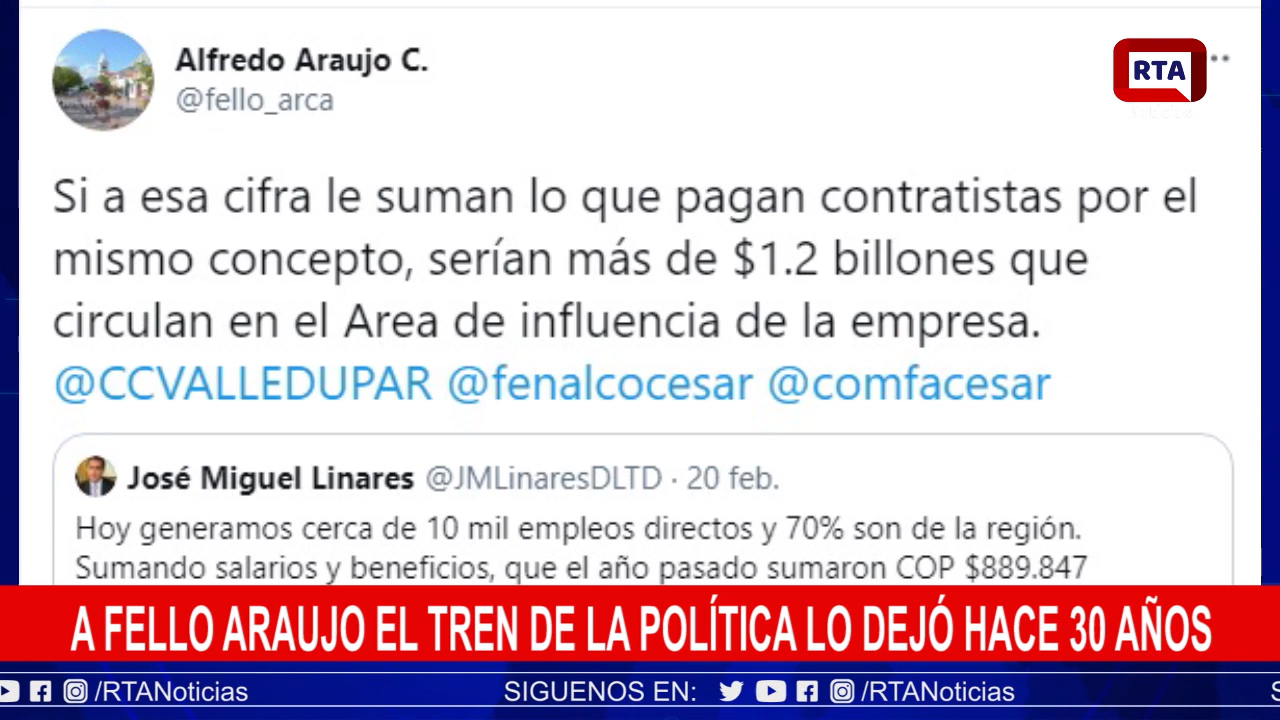 Alfredo Araujo C.
@fello_arca
RTA
Si a esa cifra le suman lo que pagan contratistas por el
mismo concepto, serían más de $1.2 billones que
circulan en el Area de influencia de la empresa.
@CCVALLEDUPAR @fenalcocesar @comfacesar
José Miguel Linares @JMLinaresDLTD · 20 feb.
Hoy generamos cerca de 10 mil empleos directos y 70% son de la región.
Sumando salarios y beneficios, que el año pasado sumaron COP $889.847
A FELLO ARAUJO EL TREN DE LA POLÍTICA LO DEJÓ HACE 30 AÑOS
/RTANoticias SIGUENOS EN: /RTANoticias S